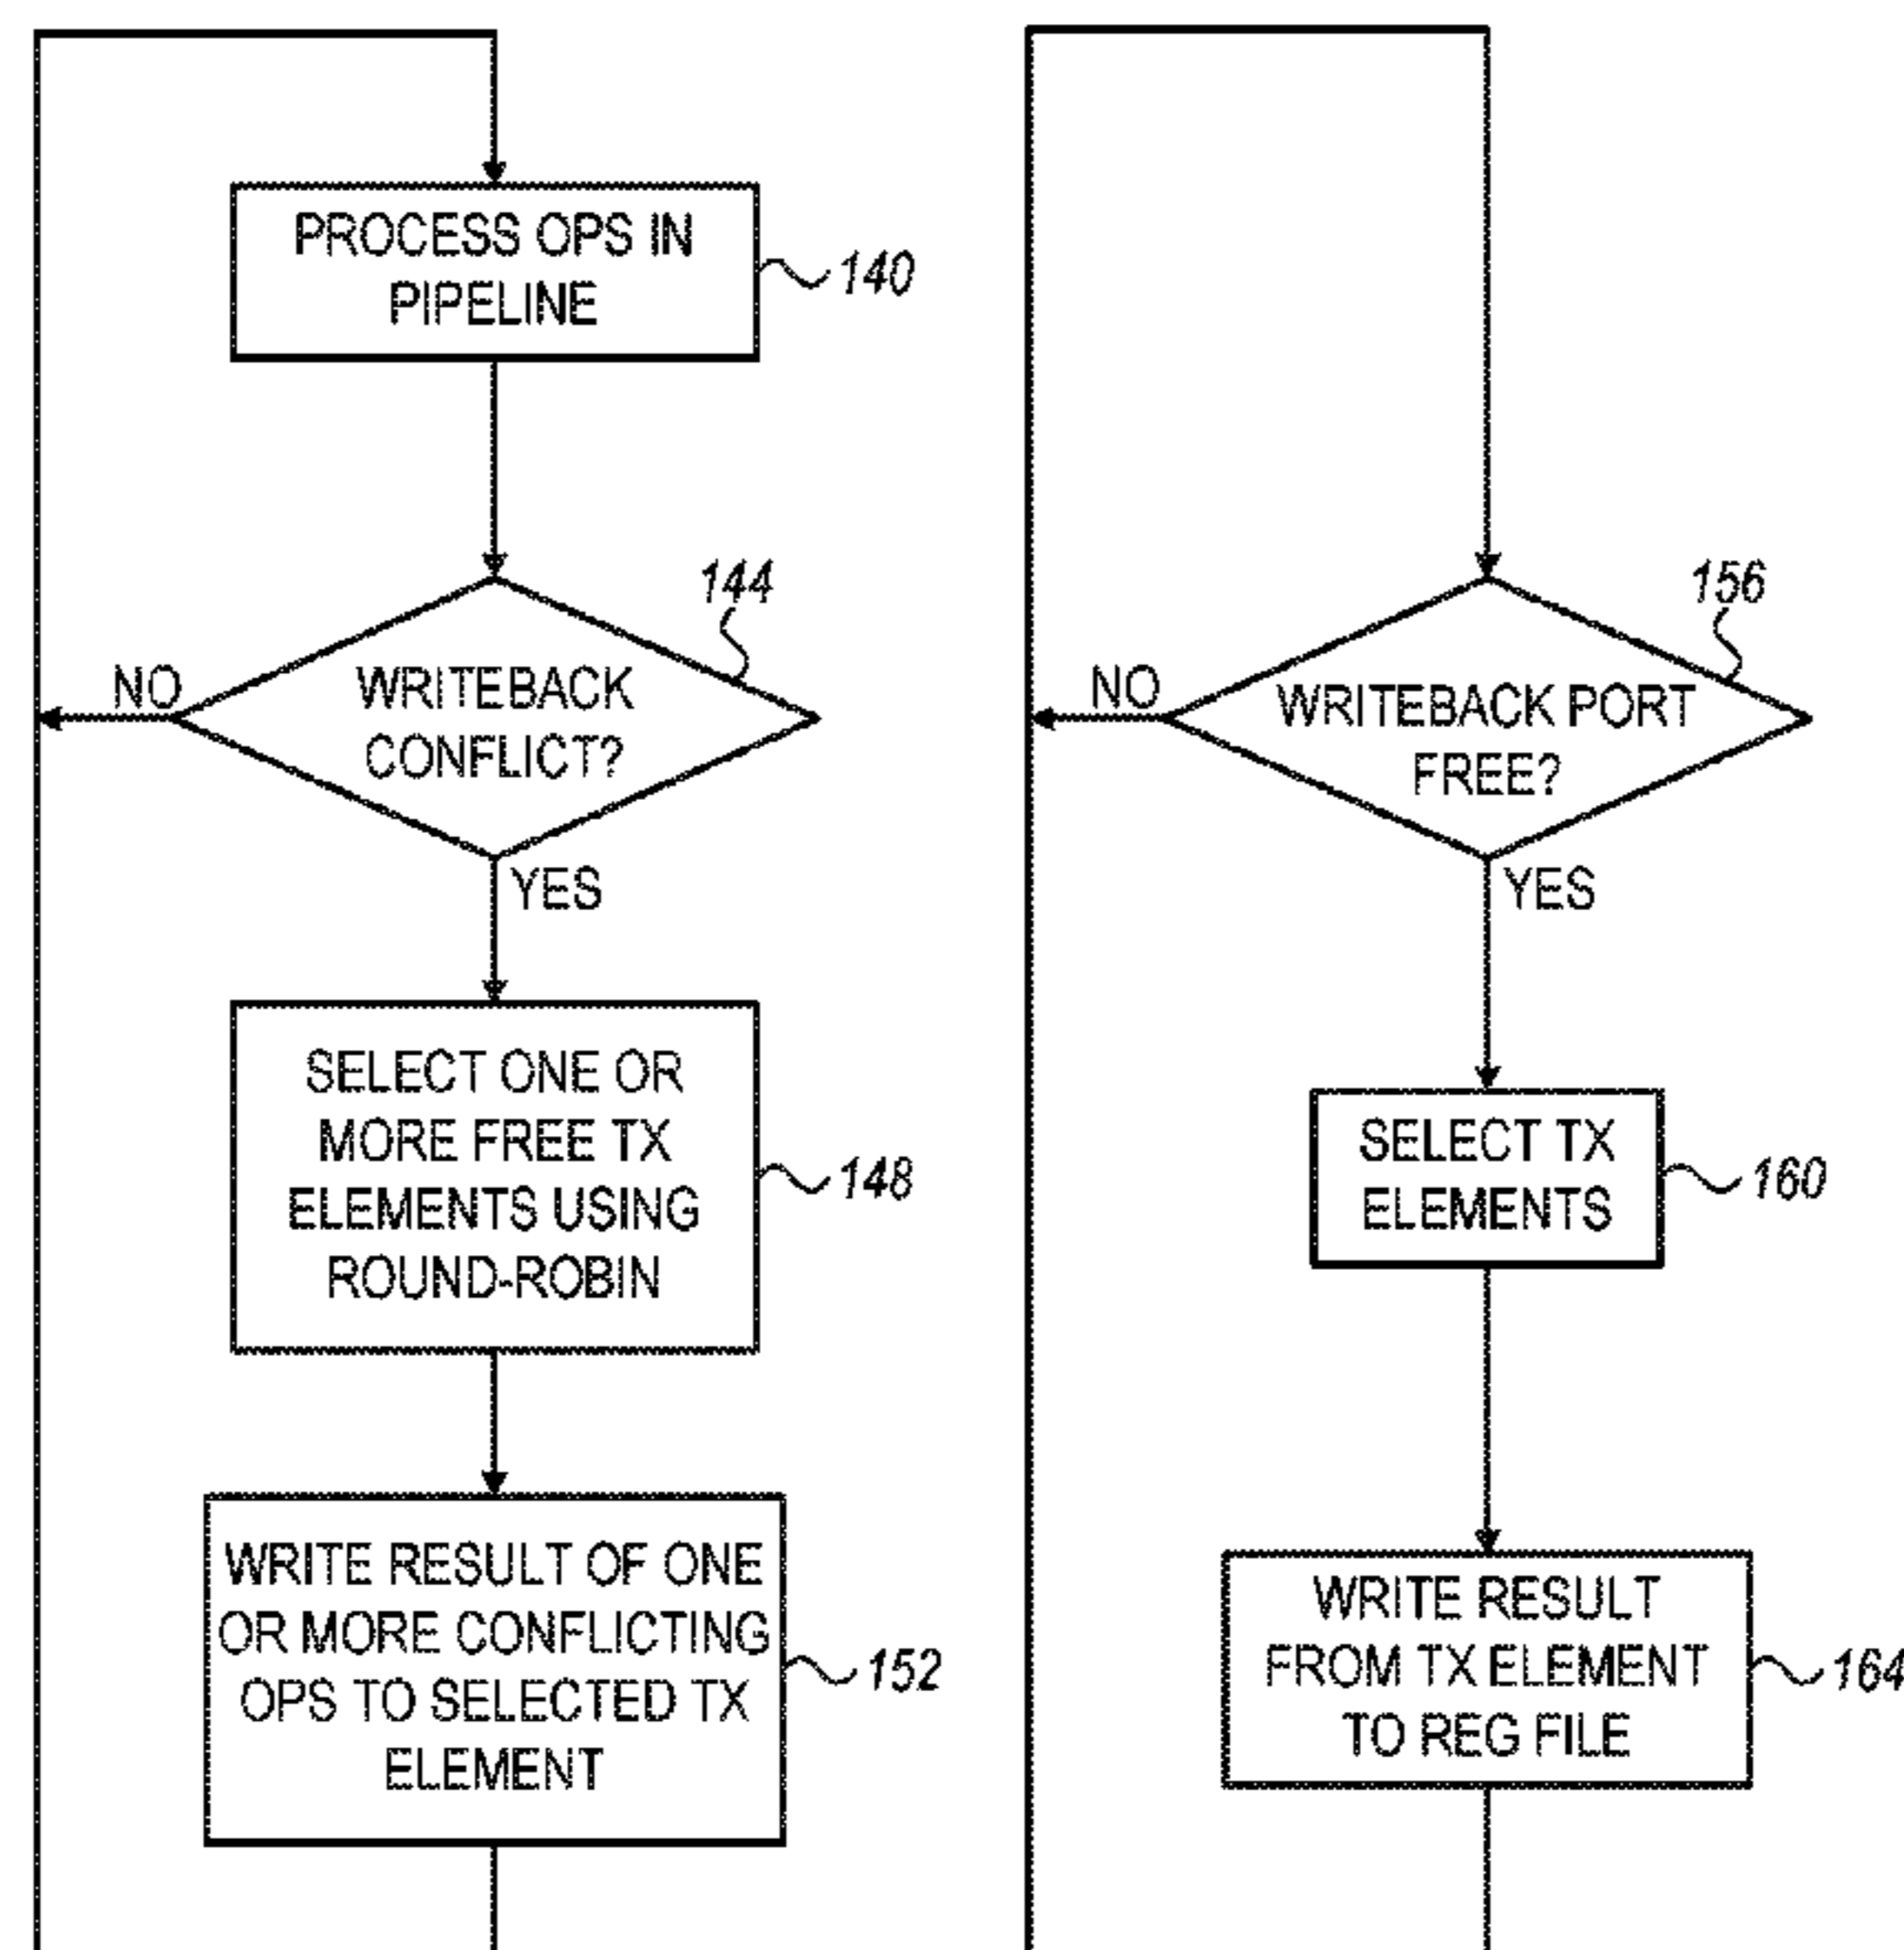 PROCESS OPS IN
PIPELINE
140
144
WRITEBACK
CONFLICT?
NO
YES
SELECT ONE OR
MORE FREE TX
ELEMENTS USING
ROUND-ROBIN
148
WRITE RESULT OF ONE
OR MORE CONFLICTING
OPS TO SELECTED TX
ELEMENT
152
156
WRITEBACK PORT
FREE?
NO
YES
SELECT TX
ELEMENTS
160
WRITE RESULT
FROM TX ELEMENT
TO REG FILE
164